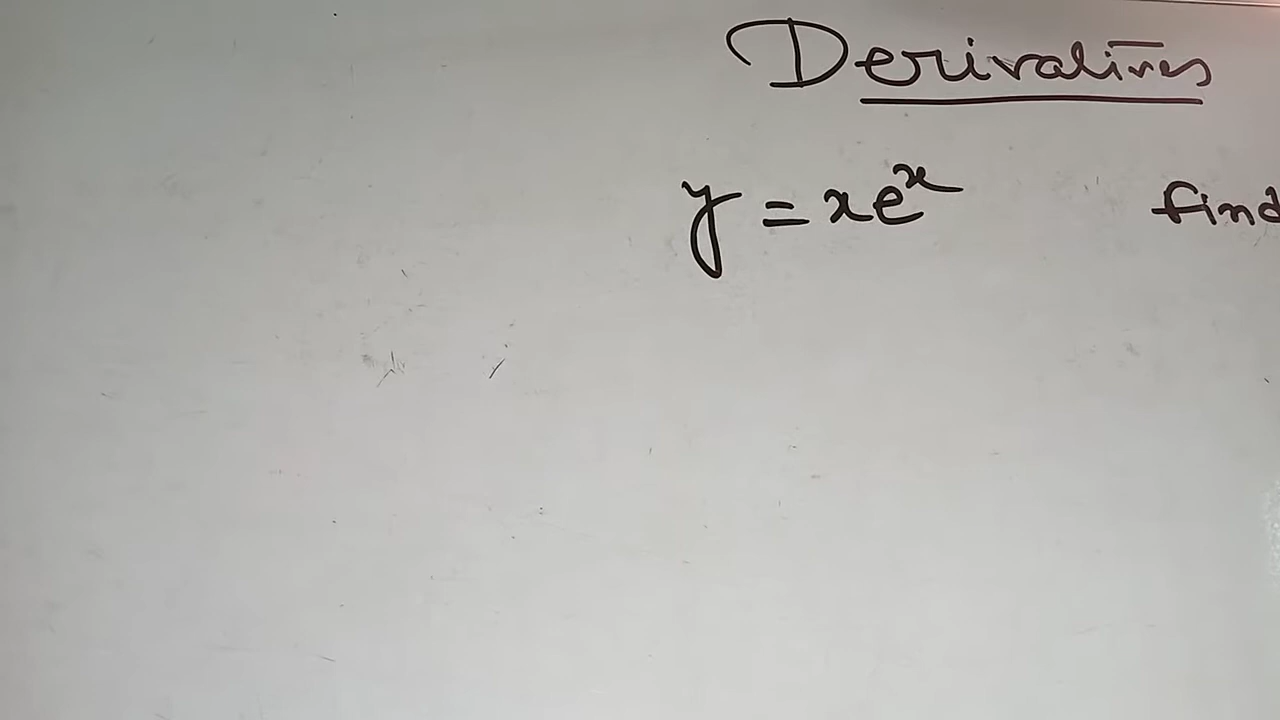 Derivatives
y = xe^x find